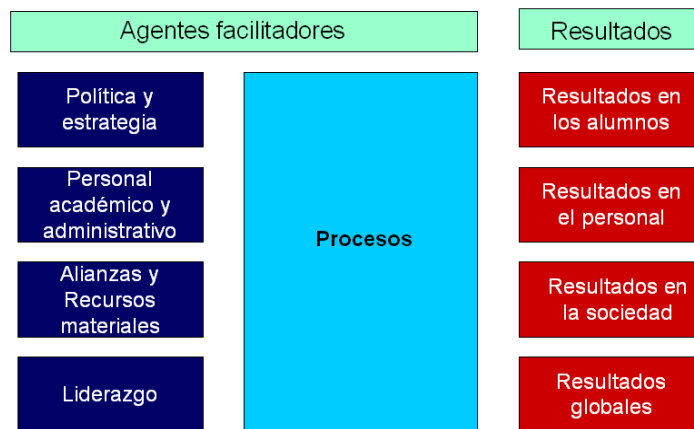 Agentes facilitadores
Resultados
Política y
estrategia
Personal
académico y
administrativo
Alianzas y
Recursos
materiales
Liderazgo
Procesos
Resultados en
los alumnos
Resultados en
el personal
Resultados en
la sociedad
Resultados
globales